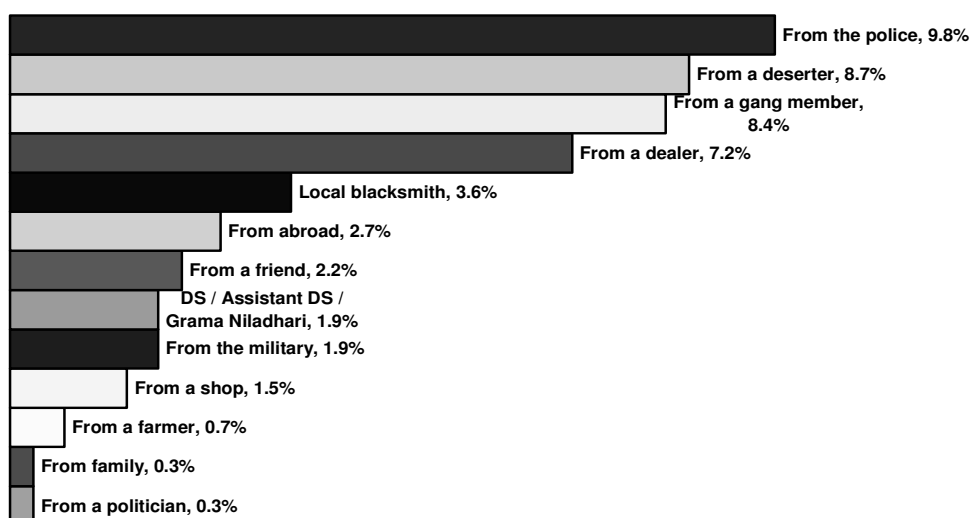 From the police, 9.8%
From a deserter, 8.7%
From a gang member,
8.4%
From a dealer, 7.2%
Local blacksmith, 3.6%
From abroad, 2.7%
From a friend, 2.2%
DS / Assistant DS /
Grama Niladhari, 1.9%
From the military, 1.9%
From a shop, 1.5%
From a farmer, 0.7%
From family, 0.3%
From a politician, 0.3%